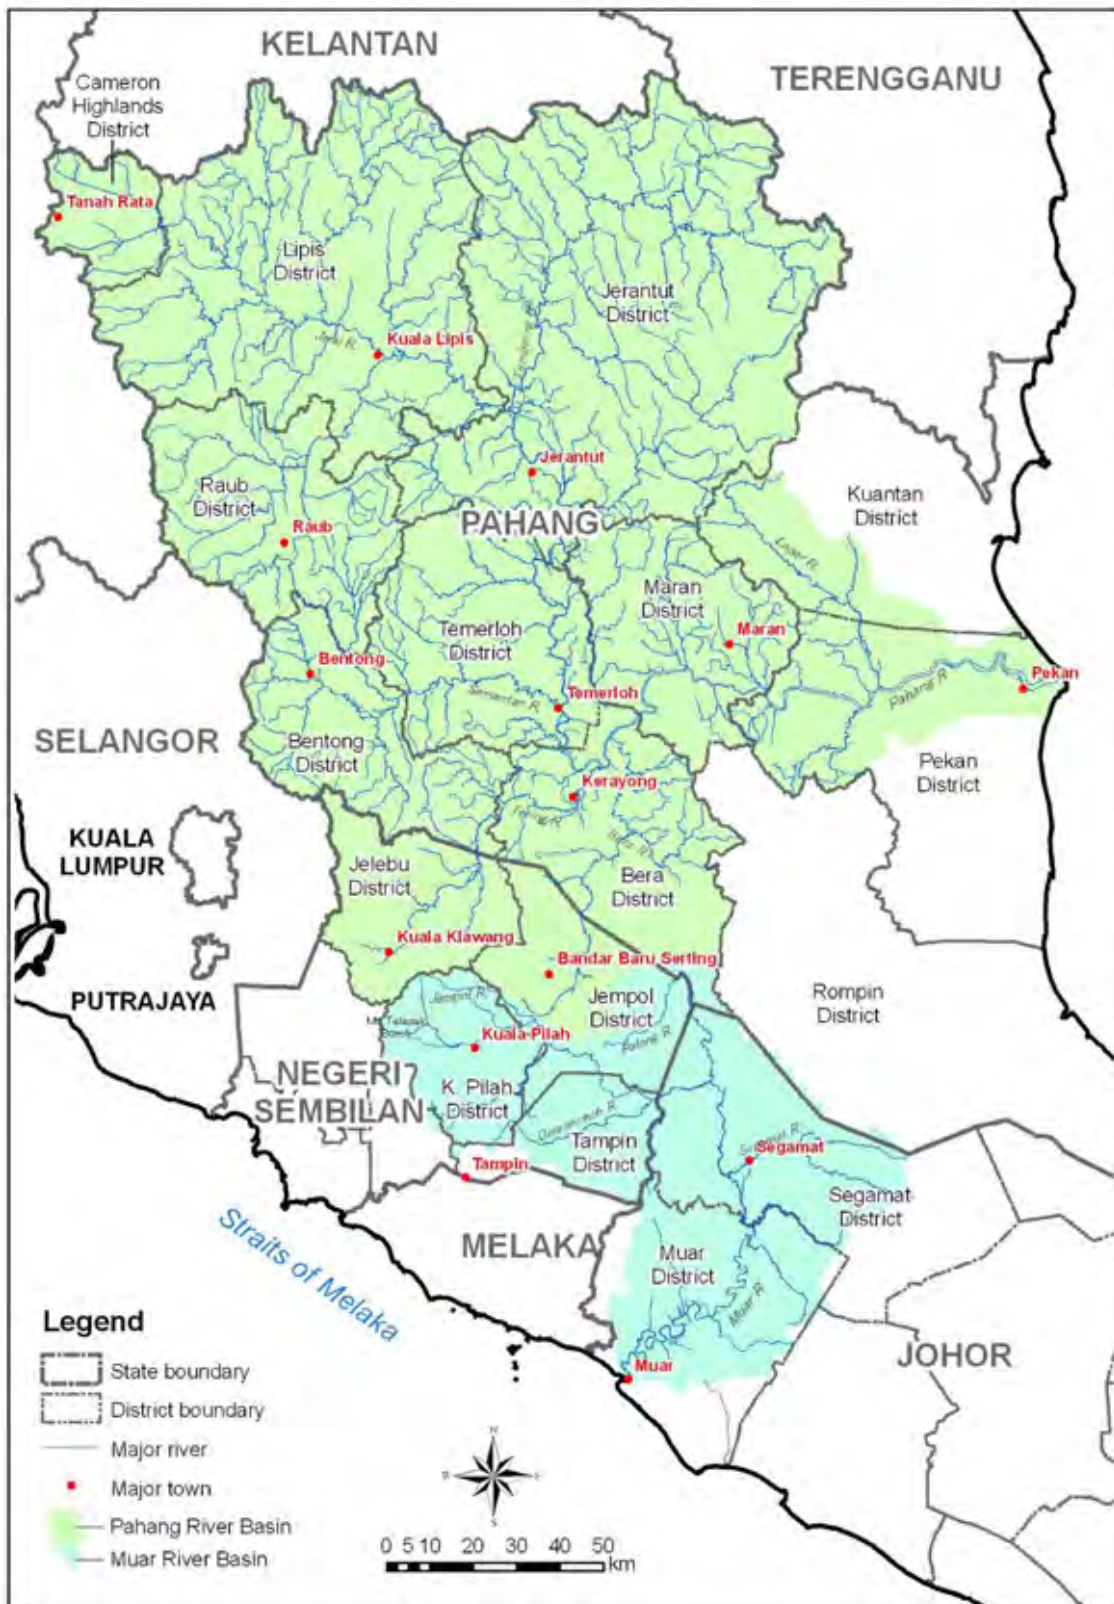 KELANTAN
TERENGGANU
Cameron
Highlands
District
Tanah Rata
Lipis
District
Jerantut
District
Kuala Lipis
Jerantut
Raub
District
Kuantan
District
PAHANG
Raub
Maran
District
Temerloh
District
Maran
Bentong
Pekan
Temerloh
Semantan R.
Pahang R.
SELANGOR
Bentong
District
Pekan
District
Kerayong
KUALA
LUMPUR
Jelebu
District
Bera
District
Kuala Klawang
Bandar Baru Serting
PUTRAJAYA
Jempol R.
Jempol
District
Rompin
District
Kuala Pilah
NEGERI
SEMBILAN
K. Pilah
District
Tampin
District
Segamat
Tampin
Segamat
District
MELAKA
Muar
District
Muar R.
Straits of Melaka
JOHOR
Muar
Legend
State boundary
District boundary
Major river
Major town
Pahang River Basin
Muar River Basin
N
E
S
0 5 10 20 30 40 50
km